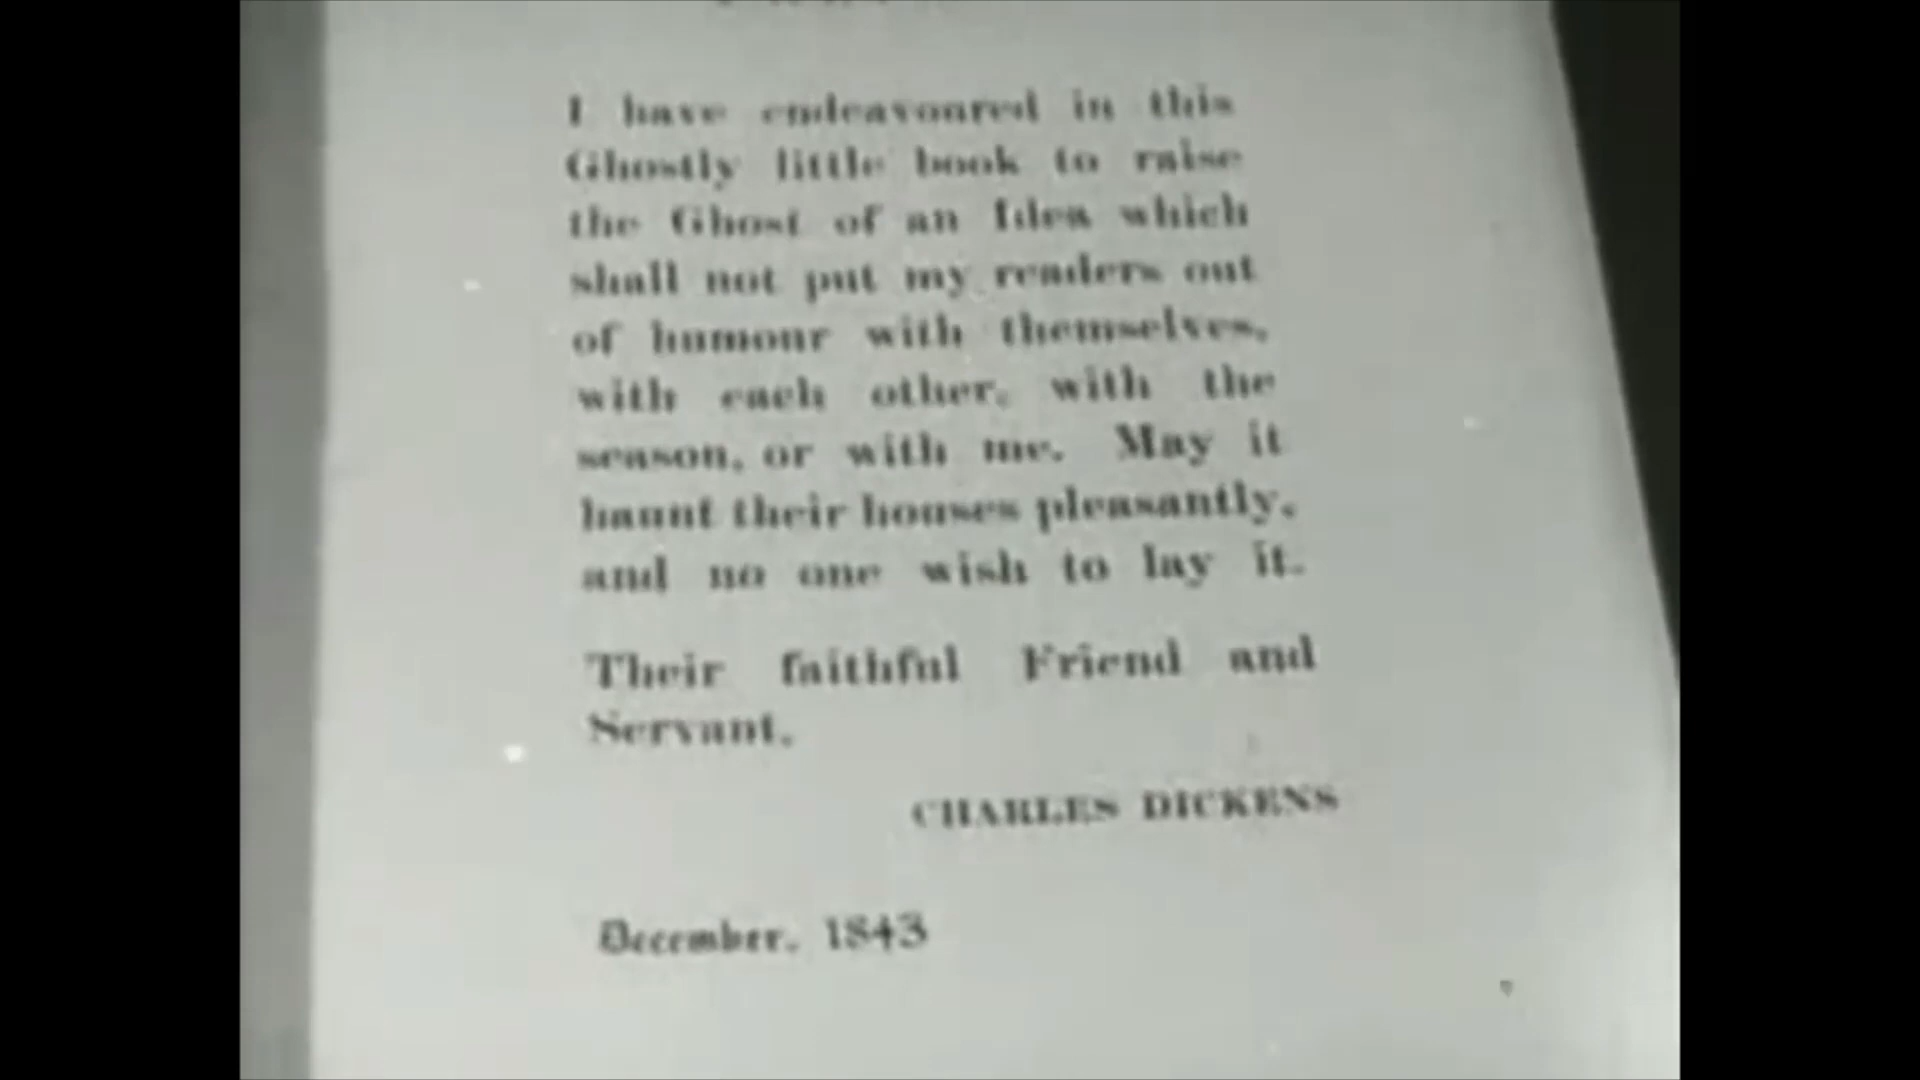 I have endeavoured in this
Ghostly little book to raise
the Ghost of an Idea which
shall not put my readers out
of humour with themselves,
with each other, with the
season, or with me. May it
haunt their houses pleasantly,
and no one wish to lay it.
Their faithful Friend and
Servant,
CHARLES DICKENS
December, 1843